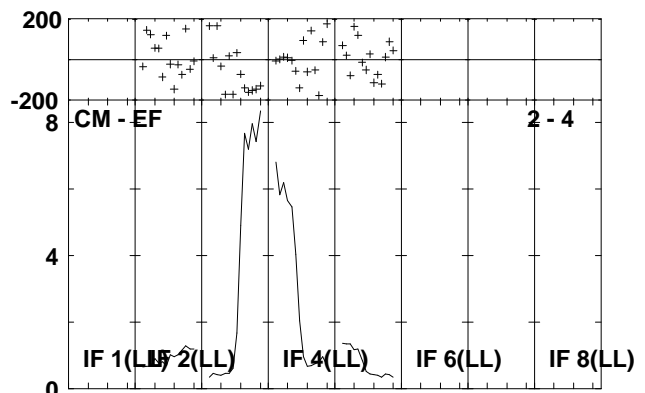 200
-200
8 CM - EF 2 - 4
4
0
IF 1(LL) IF 2(LL) IF 4(LL) IF 6(LL) IF 8(LL)